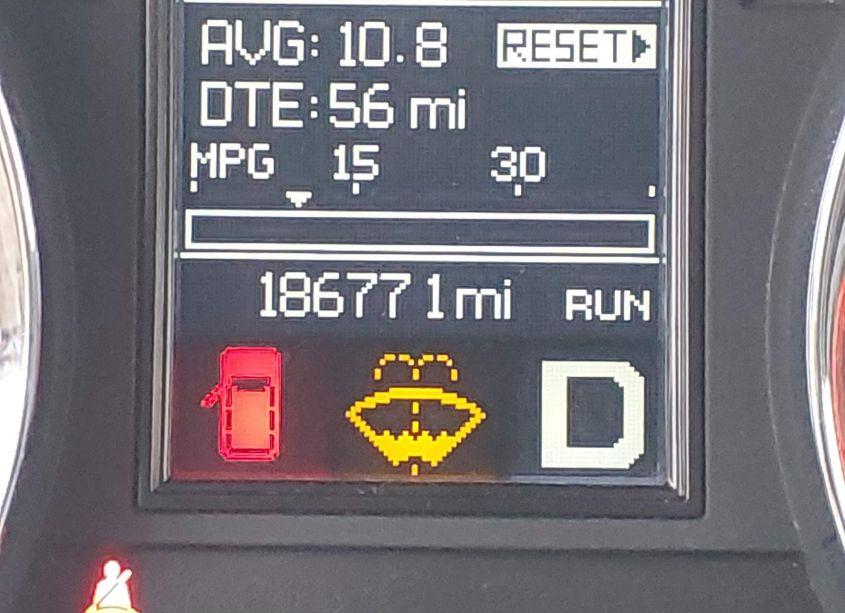 AVG: 10.8 RESET
DTE: 56 mi
MPG 15 30
186771 mi RUN
D